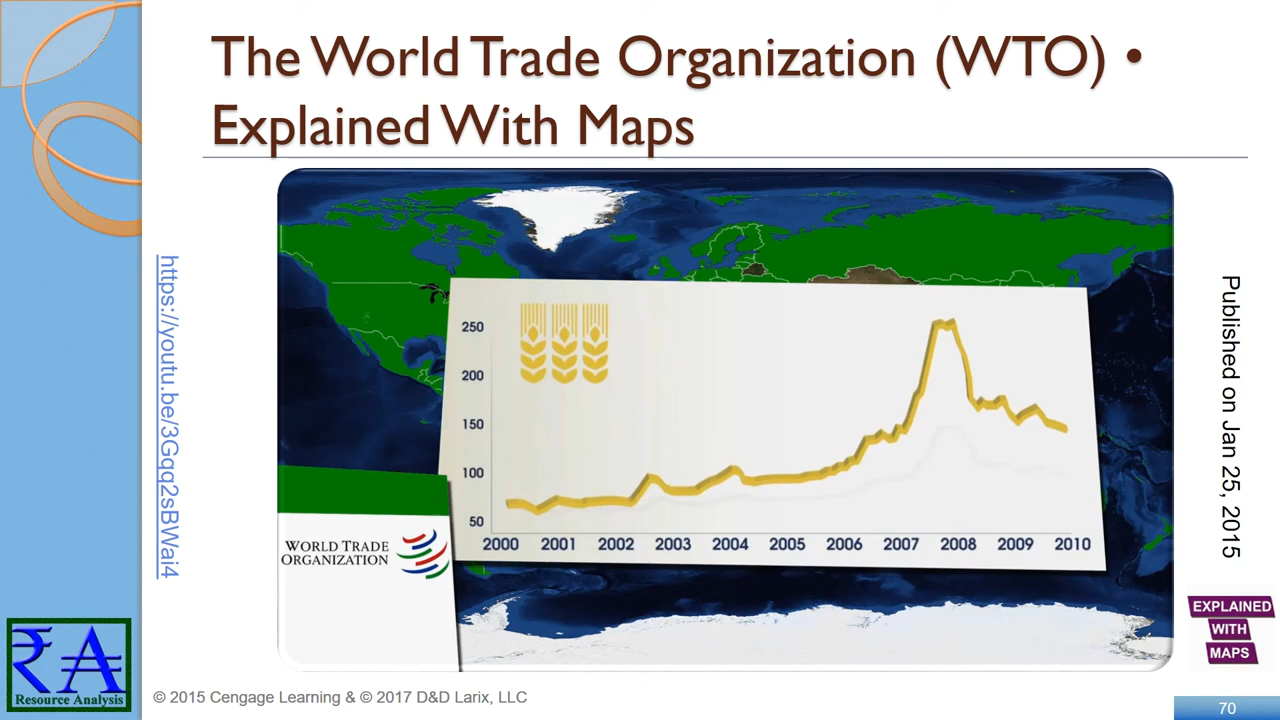 The World Trade Organization (WTO) •
Explained With Maps
https://youtu.be/3Gqq2sBWai4
250
200
150
100
50
2000 2001 2002 2003 2004 2005 2006 2007 2008 2009 2010
WORLD TRADE
ORGANIZATION
Published on Jan 25, 2015
EXPLAINED
WITH
MAPS
₹A
Resource Analysis
© 2015 Cengage Learning & © 2017 D&D Larix, LLC
70